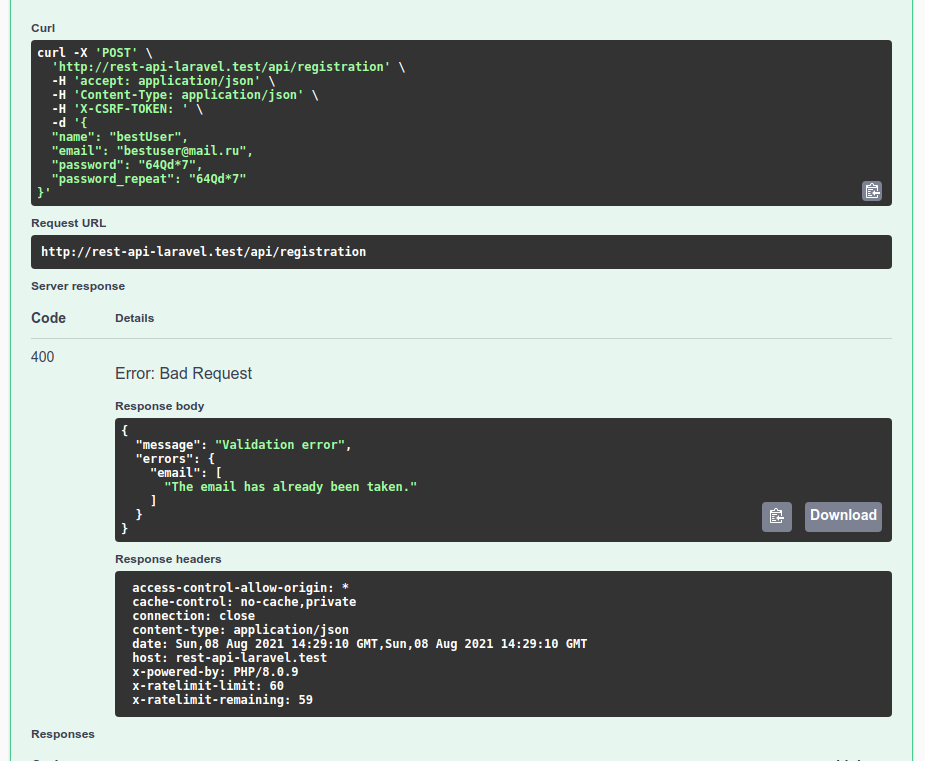 Curl
curl -X 'POST' \
'http://rest-api-laravel.test/api/registration' \
-H 'accept: application/json' \
-H 'Content-Type: application/json' \
-H 'X-CSRF-TOKEN: ' \
-d '{
"name": "bestUser",
"email": "bestuser@mail.ru",
"password": "64Qd*7",
"password_repeat": "64Qd*7"
}'
Request URL
http://rest-api-laravel.test/api/registration
Server response
Code Details
400
Error: Bad Request
Response body
{
"message": "Validation error",
"errors": {
"email": [
"The email has already been taken."
]
}
}
Download
Response headers
access-control-allow-origin: *
cache-control: no-cache,private
connection: close
content-type: application/json
date: Sun,08 Aug 2021 14:29:10 GMT,Sun,08 Aug 2021 14:29:10 GMT
host: rest-api-laravel.test
x-powered-by: PHP/8.0.9
x-ratelimit-limit: 60
x-ratelimit-remaining: 59
Responses